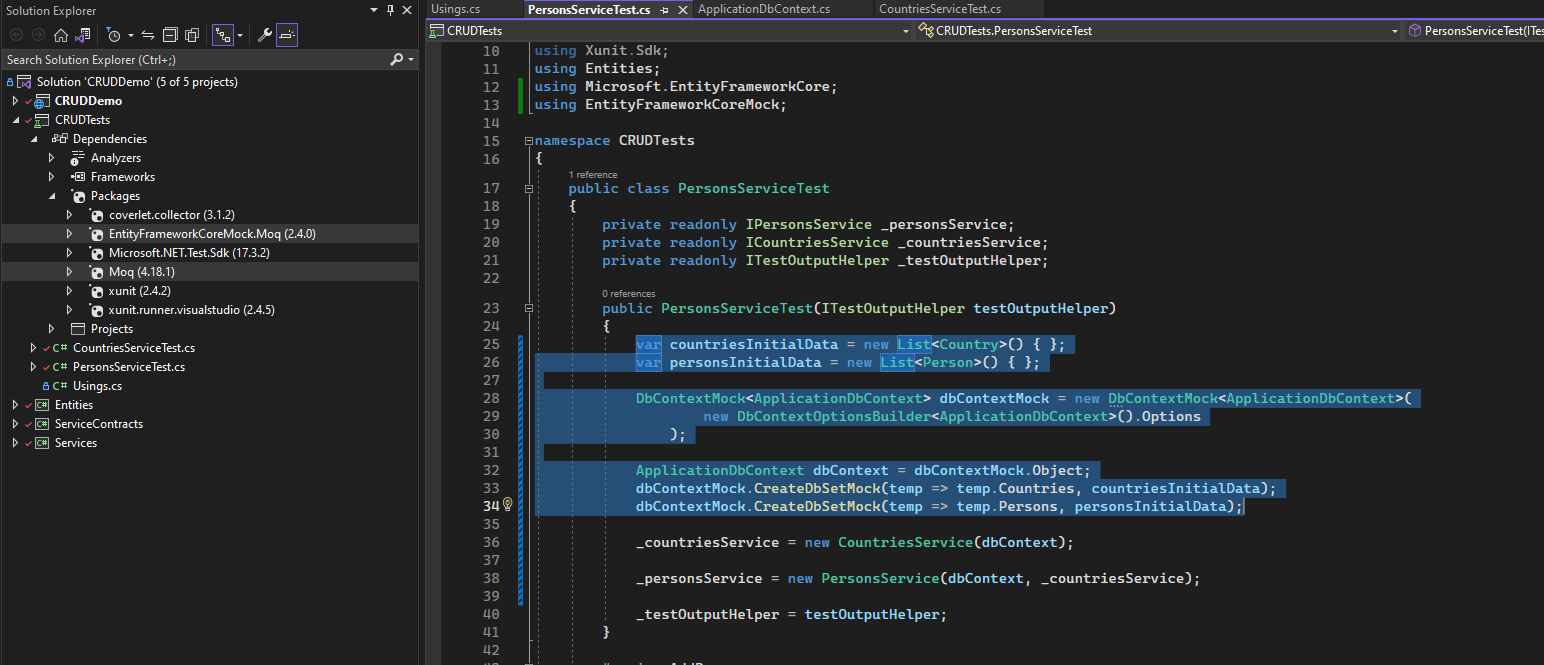 Solution Explorer
Search Solution Explorer (Ctrl+;)
Solution 'CRUDDemo' (5 of 5 projects)
CRUDDemo
CRUDTests
Dependencies
Analyzers
Frameworks
Packages
coverlet.collector (3.1.2)
EntityFrameworkCoreMock.Moq (2.4.0)
Microsoft.NET.Test.Sdk (17.3.2)
Moq (4.18.1)
xunit (2.4.2)
xunit.runner.visualstudio (2.4.5)
Projects
C# CountriesServiceTest.cs
C# PersonsServiceTest.cs
C# Usings.cs
C# Entities
C# ServiceContracts
C# Services
Usings.cs PersonsServiceTest.cs ApplicationDbContext.cs CountriesServiceTest.cs
CRUDTests CRUDTests.PersonsServiceTest PersonsServiceTest(ITes
10 using Xunit.Sdk;
11 using Entities;
12 using Microsoft.EntityFrameworkCore;
13 using EntityFrameworkCoreMock;
14
15 namespace CRUDTests
16 {
1 reference
17 public class PersonsServiceTest
18 {
19 private readonly IPersonsService _personsService;
20 private readonly ICountriesService _countriesService;
21 private readonly ITestOutputHelper _testOutputHelper;
22
0 references
23 public PersonsServiceTest(ITestOutputHelper testOutputHelper)
24 {
25 var countriesInitialData = new List<Country>() { };
26 var personsInitialData = new List<Person>() { };
27
28 DbContextMock<ApplicationDbContext> dbContextMock = new DbContextMock<ApplicationDbContext>(
29 new DbContextOptionsBuilder<ApplicationDbContext>().Options
30 );
31
32 ApplicationDbContext dbContext = dbContextMock.Object;
33 dbContextMock.CreateDbSetMock(temp => temp.Countries, countriesInitialData);
34 dbContextMock.CreateDbSetMock(temp => temp.Persons, personsInitialData);
35
36 _countriesService = new CountriesService(dbContext);
37
38 _personsService = new PersonsService(dbContext, _countriesService);
39
40 _testOutputHelper = testOutputHelper;
41 }
42